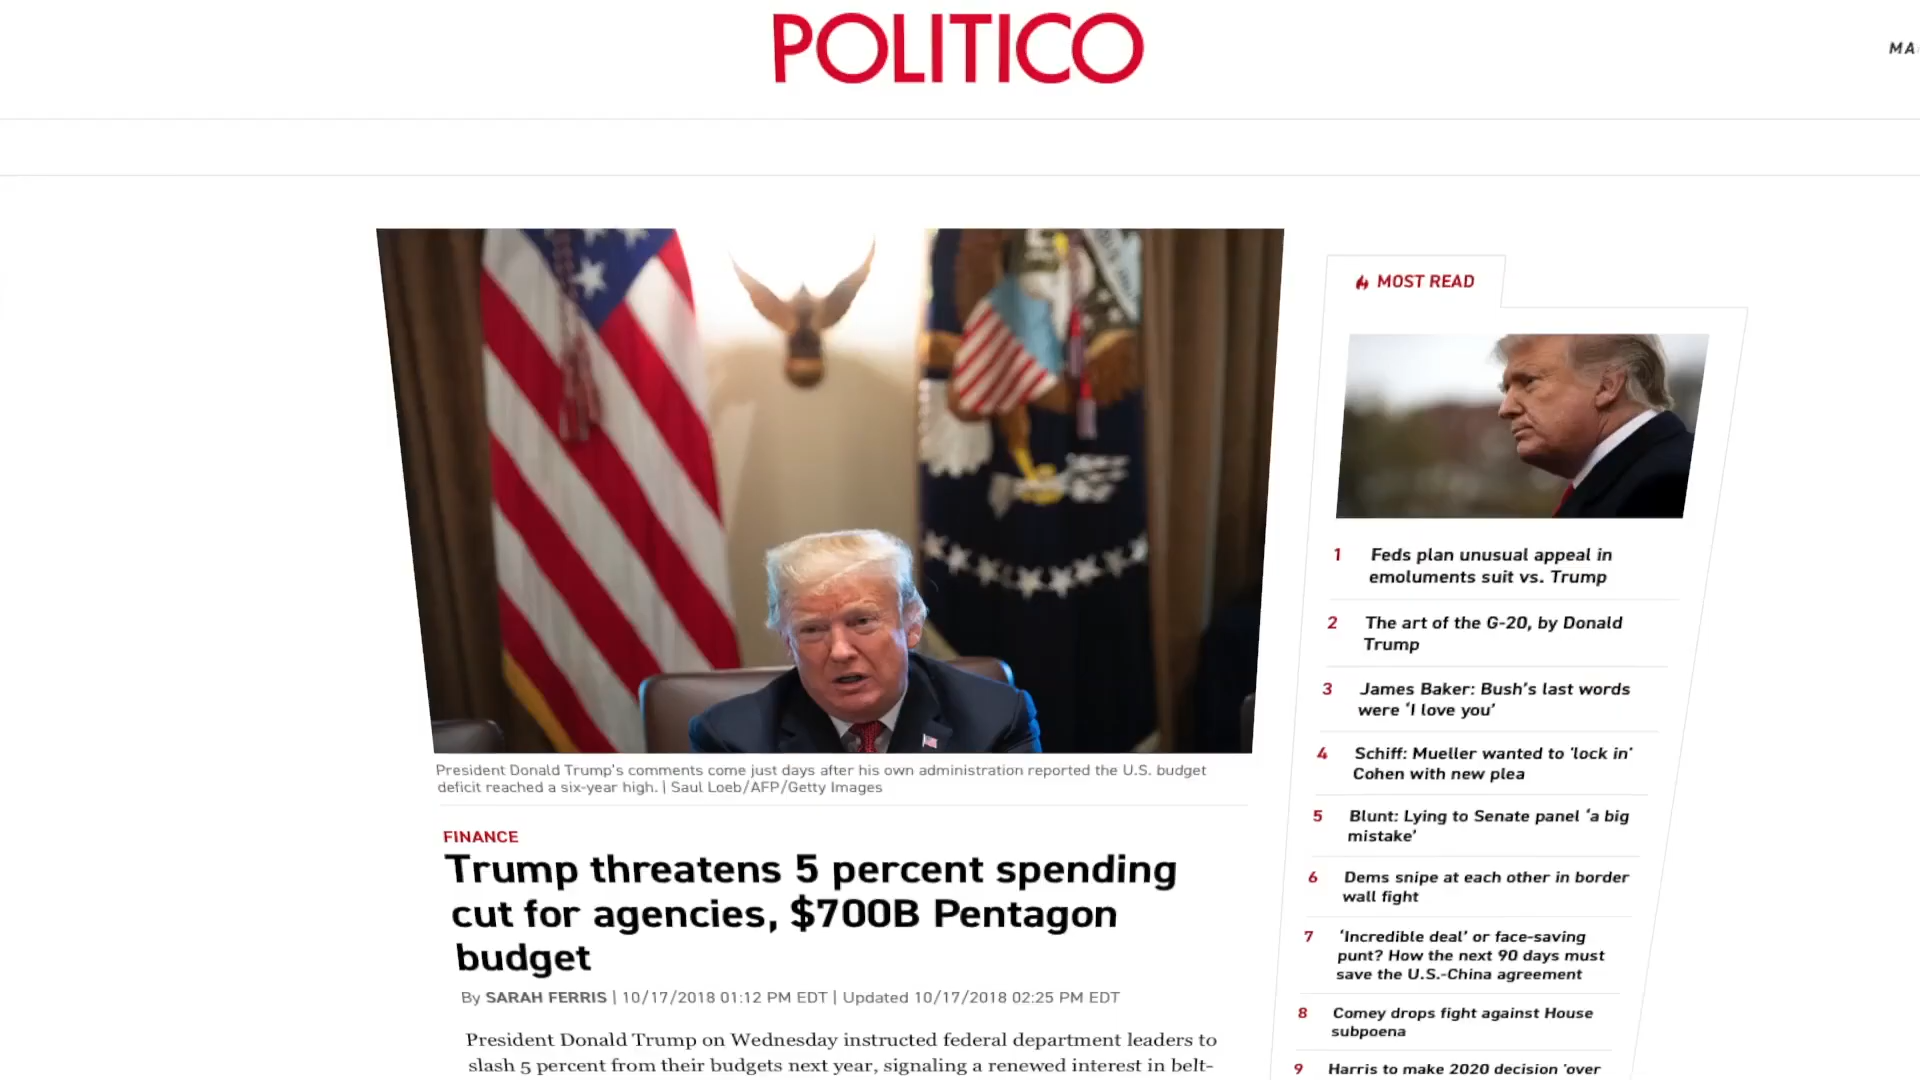 POLITICO
MA
MOST READ
1 Feds plan unusual appeal in
emoluments suit vs. Trump
2 The art of the G-20, by Donald
Trump
3 James Baker: Bush's last words
were 'I love you'
4 Schiff: Mueller wanted to 'lock in'
Cohen with new plea
5 Blunt: Lying to Senate panel 'a big
mistake'
6 Dems snipe at each other in border
wall fight
7 'Incredible deal' or face-saving
punt? How the next 90 days must
save the U.S.-China agreement
8 Comey drops fight against House
subpoena
9 Harris to make 2020 decision 'over
President Donald Trump's comments come just days after his own administration reported the U.S. budget
deficit reached a six-year high. | Saul Loeb/AFP/Getty Images
FINANCE
Trump threatens 5 percent spending
cut for agencies, $700B Pentagon
budget
By SARAH FERRIS | 10/17/2018 01:12 PM EDT | Updated 10/17/2018 02:25 PM EDT
President Donald Trump on Wednesday instructed federal department leaders to
slash 5 percent from their budgets next year, signaling a renewed interest in belt-